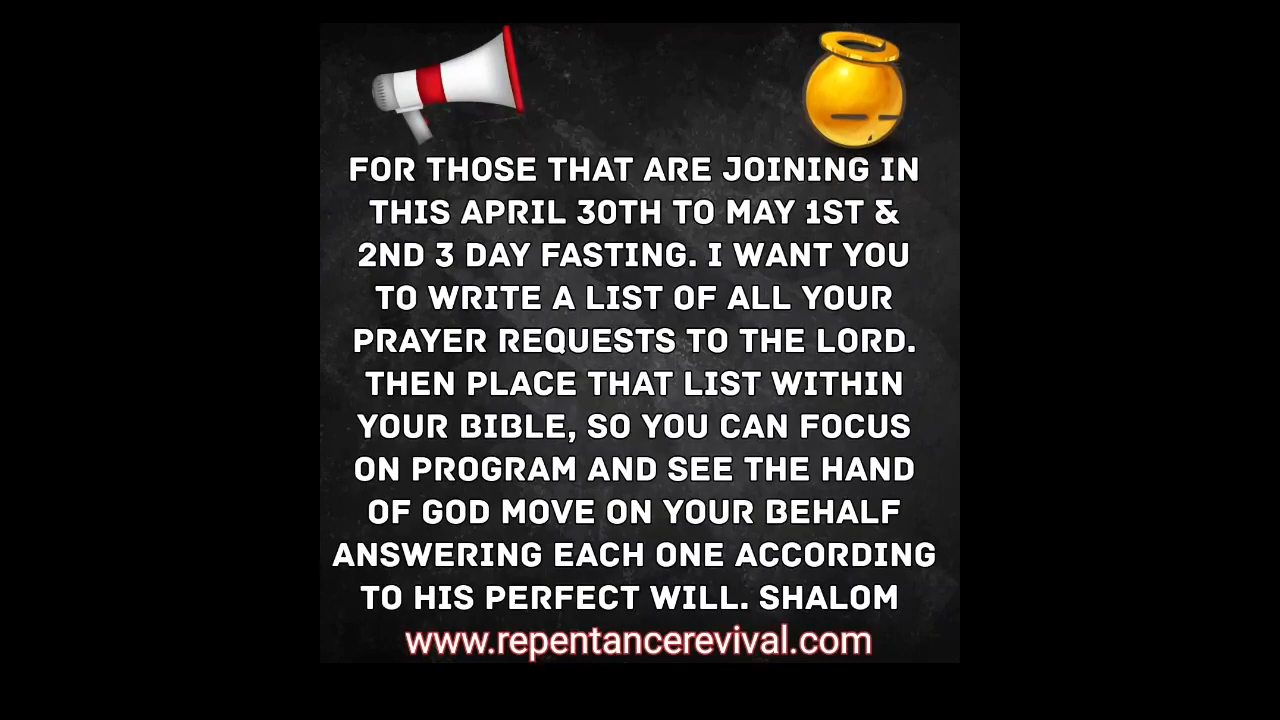 FOR THOSE THAT ARE JOINING IN
THIS APRIL 30TH TO MAY 1ST &
2ND 3 DAY FASTING. I WANT YOU
TO WRITE A LIST OF ALL YOUR
PRAYER REQUESTS TO THE LORD.
THEN PLACE THAT LIST WITHIN
YOUR BIBLE, SO YOU CAN FOCUS
ON PROGRAM AND SEE THE HAND
OF GOD MOVE ON YOUR BEHALF
ANSWERING EACH ONE ACCORDING
TO HIS PERFECT WILL. SHALOM
www.repentancerevival.com